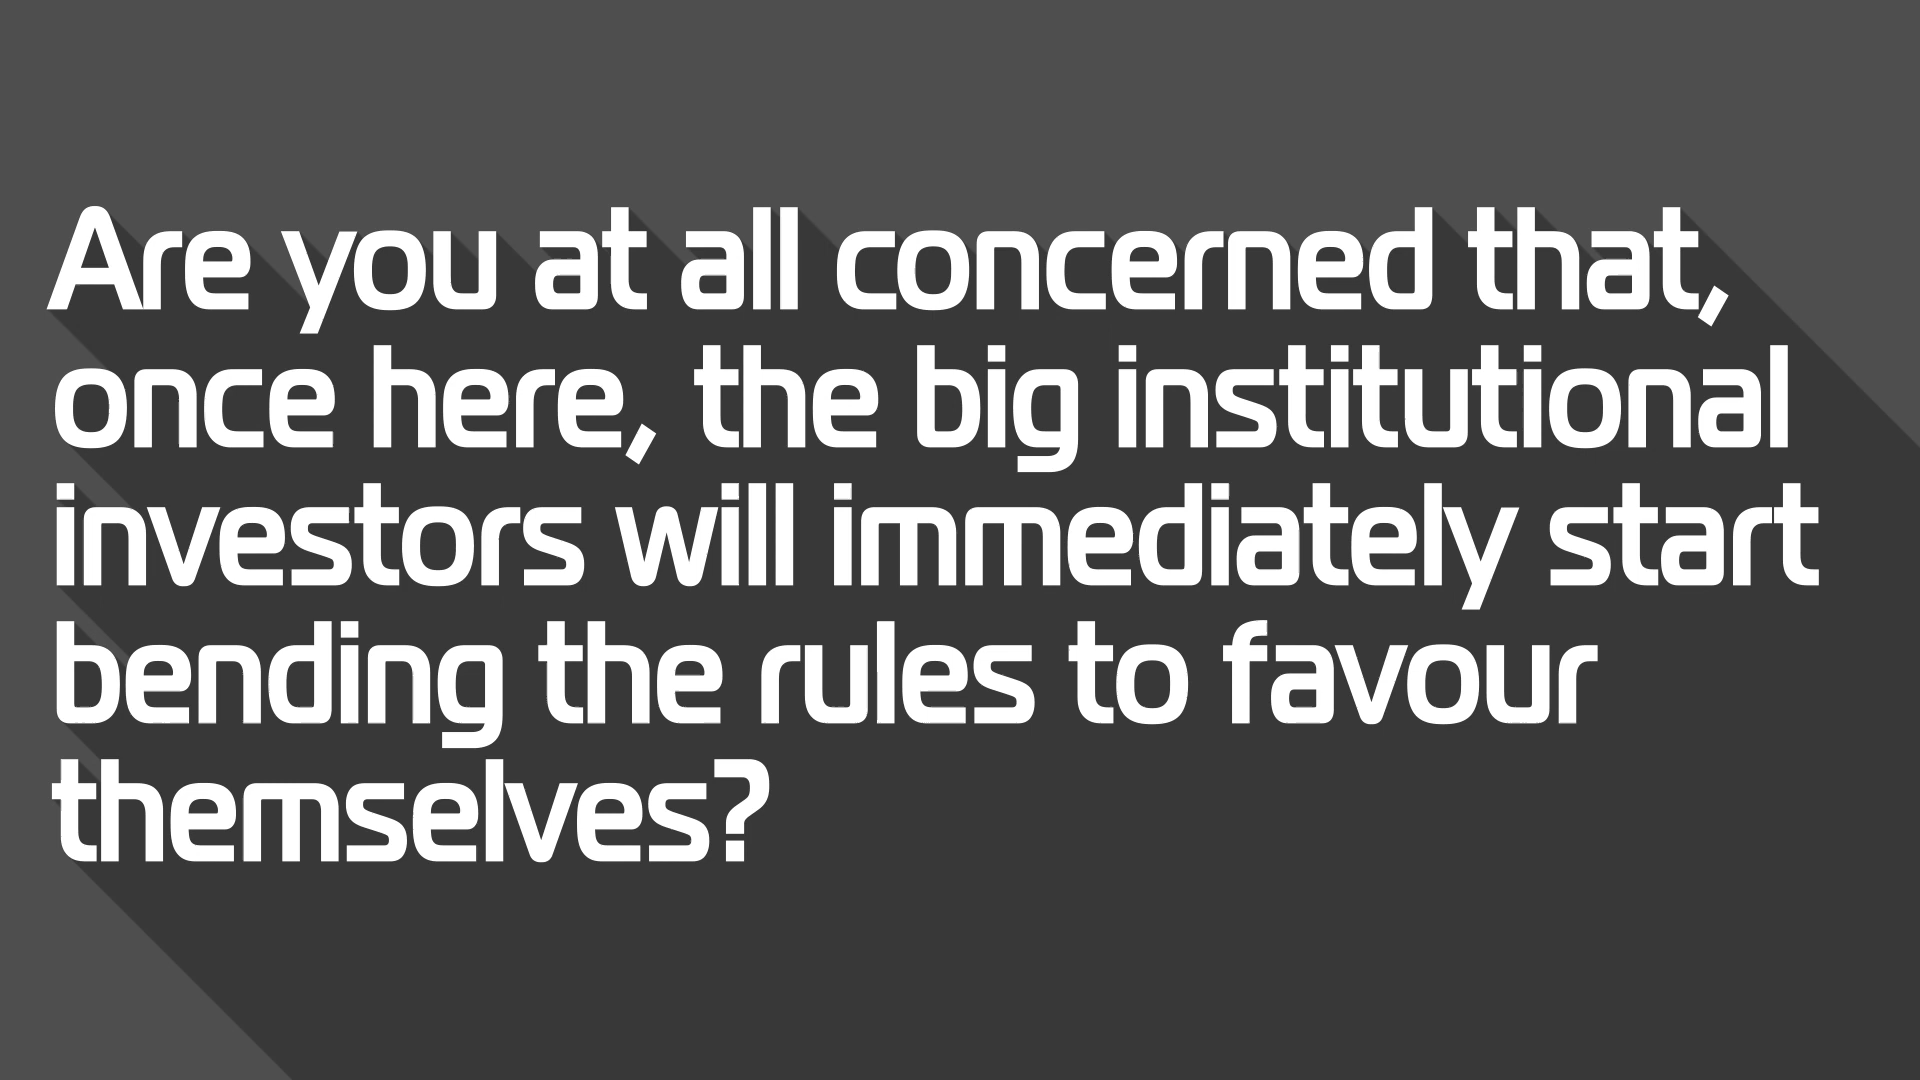 Are you at all concerned that,
once here, the big institutional
investors will immediately start
bending the rules to favour
themselves?